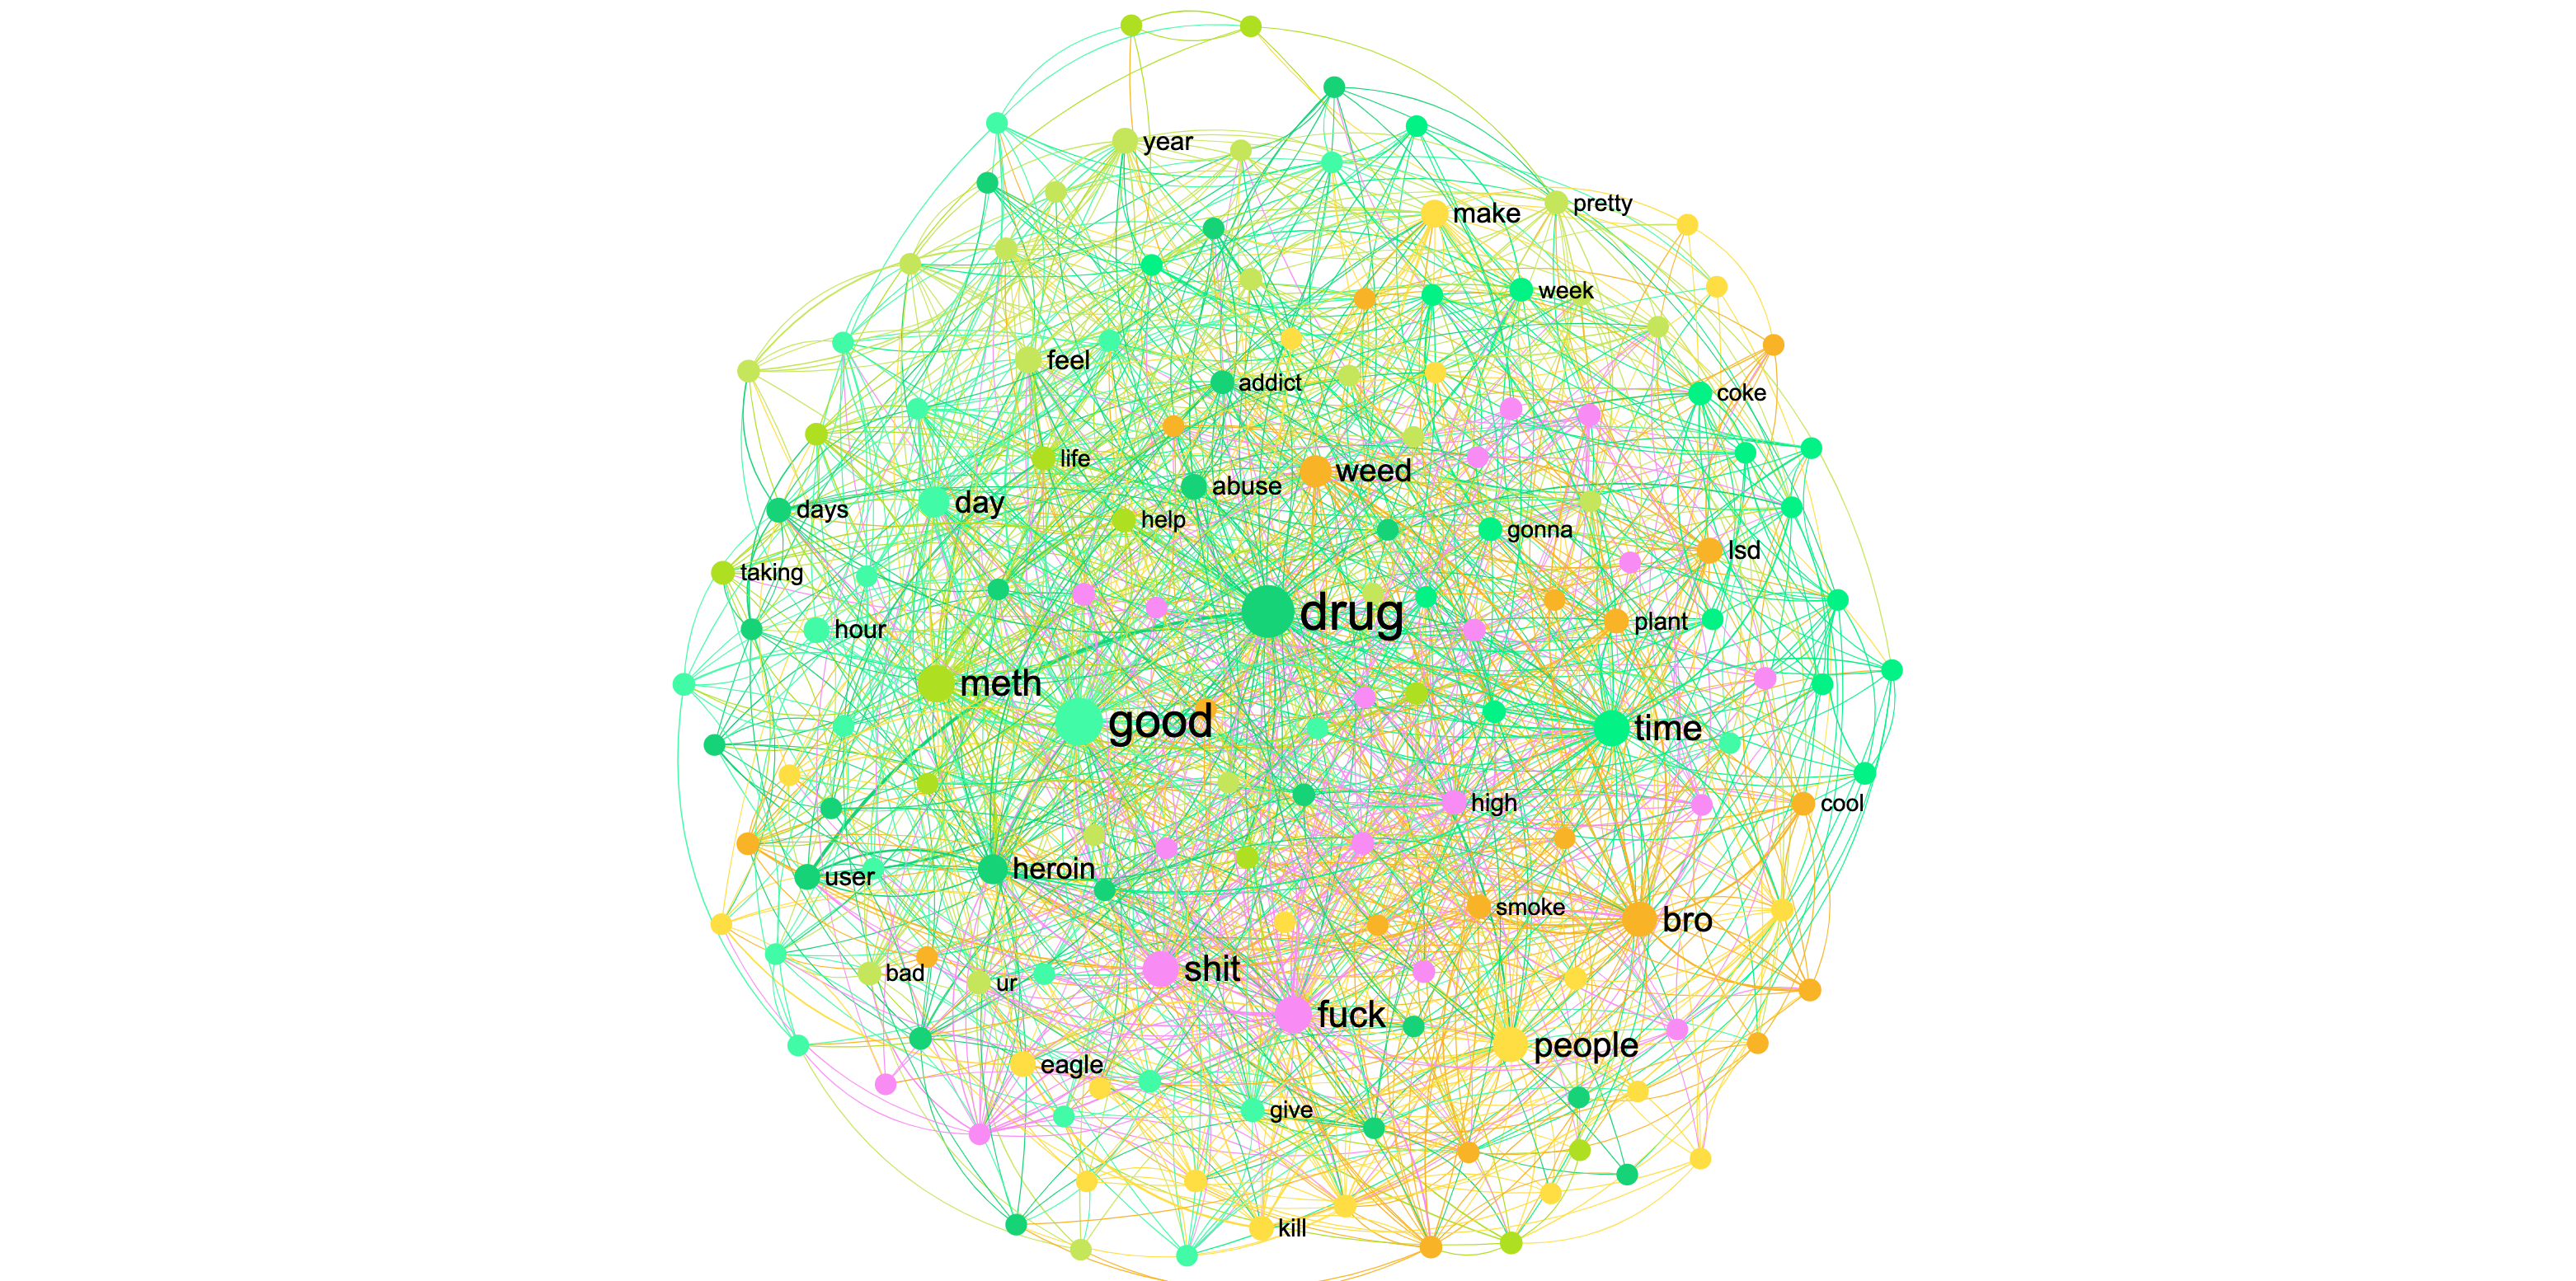 year
make
pretty
week
feel
addict
coke
life
weed
abuse
day
days
help
gonna
lsd
taking
drug
plant
hour
meth
good
time
high
cool
heroin
user
smoke
bro
shit
bad
ur
fuck
people
eagle
give
kill